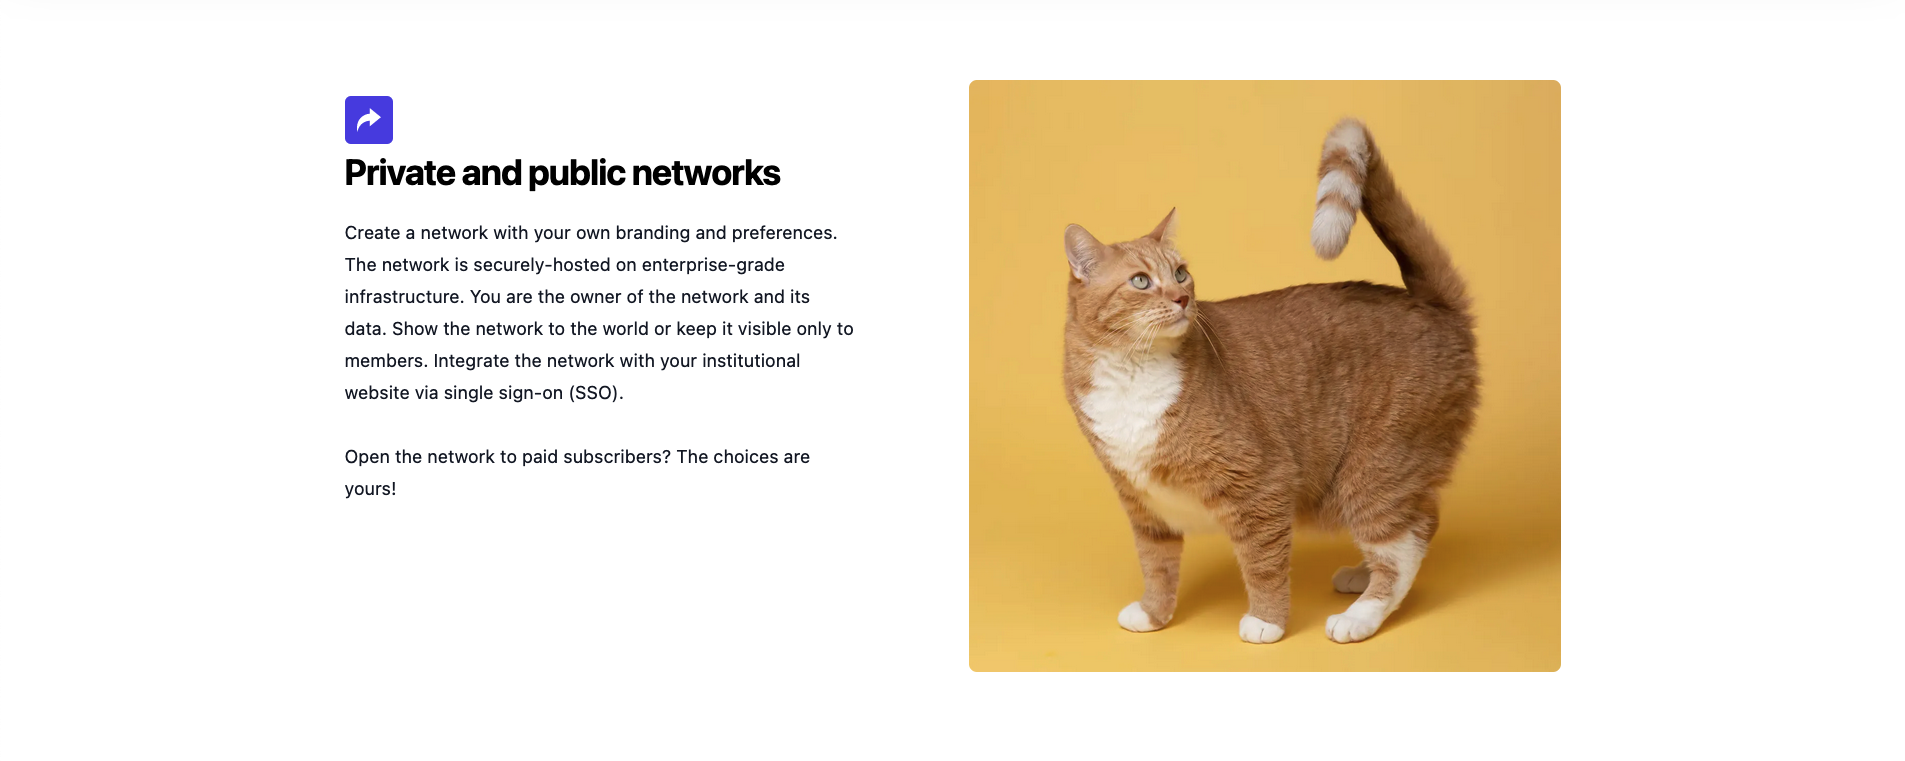 Private and public networks
Create a network with your own branding and preferences.
The network is securely-hosted on enterprise-grade
infrastructure. You are the owner of the network and its
data. Show the network to the world or keep it visible only to
members. Integrate the network with your institutional
website via single sign-on (SSO).
Open the network to paid subscribers? The choices are
yours!